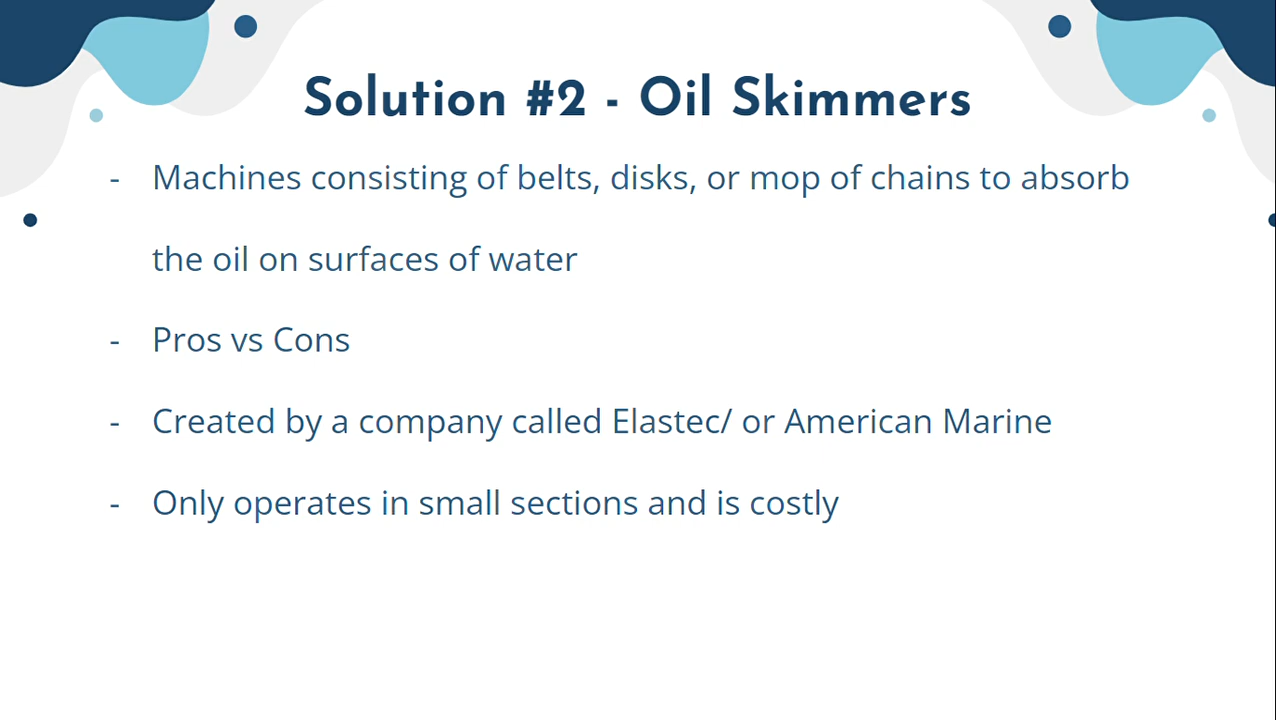 Solution #2 - Oil Skimmers
- Machines consisting of belts, disks, or mop of chains to absorb
the oil on surfaces of water
- Pros vs Cons
- Created by a company called Elastec/ or American Marine
- Only operates in small sections and is costly